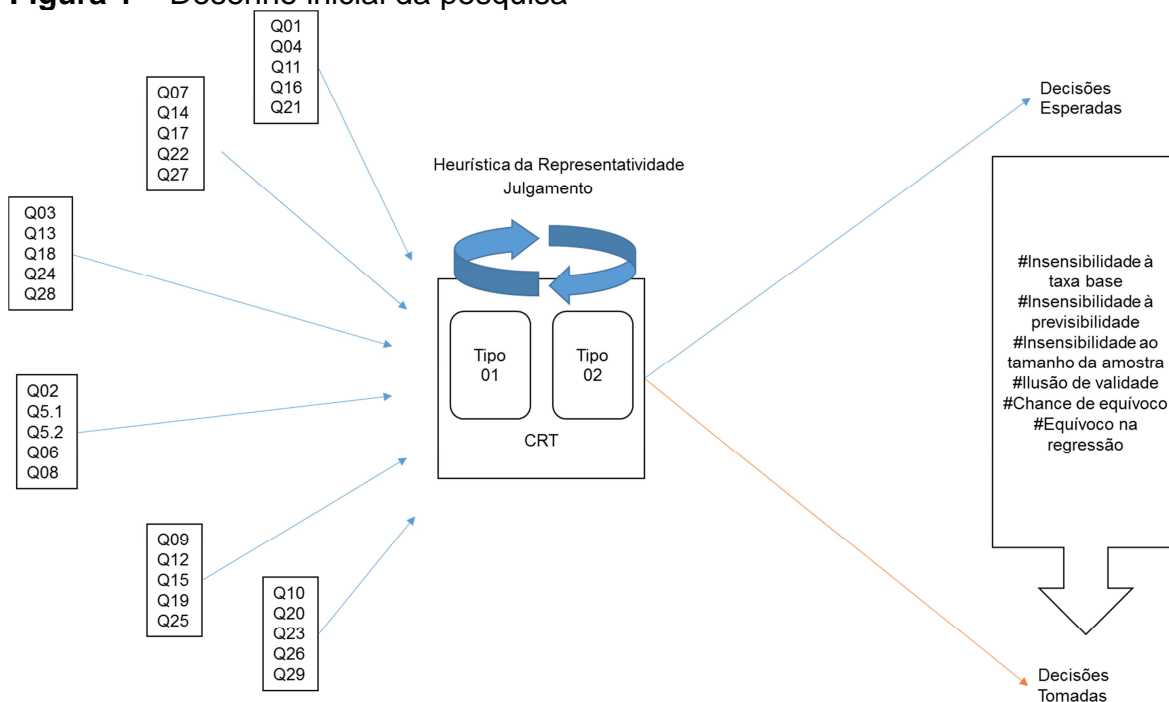 Figura 1 – Desenho inicial da pesquisa
Q01
Q04
Q11
Q16
Q21
Q07
Q14
Q17
Q22
Q27
Q03
Q13
Q18
Q24
Q28
Q02
Q5.1
Q5.2
Q06
Q08
Q09
Q12
Q15
Q19
Q25
Q10
Q20
Q23
Q26
Q29
Heurística da Representatividade
Julgamento
Tipo
01
Tipo
02
CRT
Decisões
Esperadas
#Insensibilidade à
taxa base
#Insensibilidade à
previsibilidade
#Insensibilidade ao
tamanho da amostra
#Ilusão de validade
#Chance de equívoco
#Equívoco na
regressão
Decisões
Tomadas